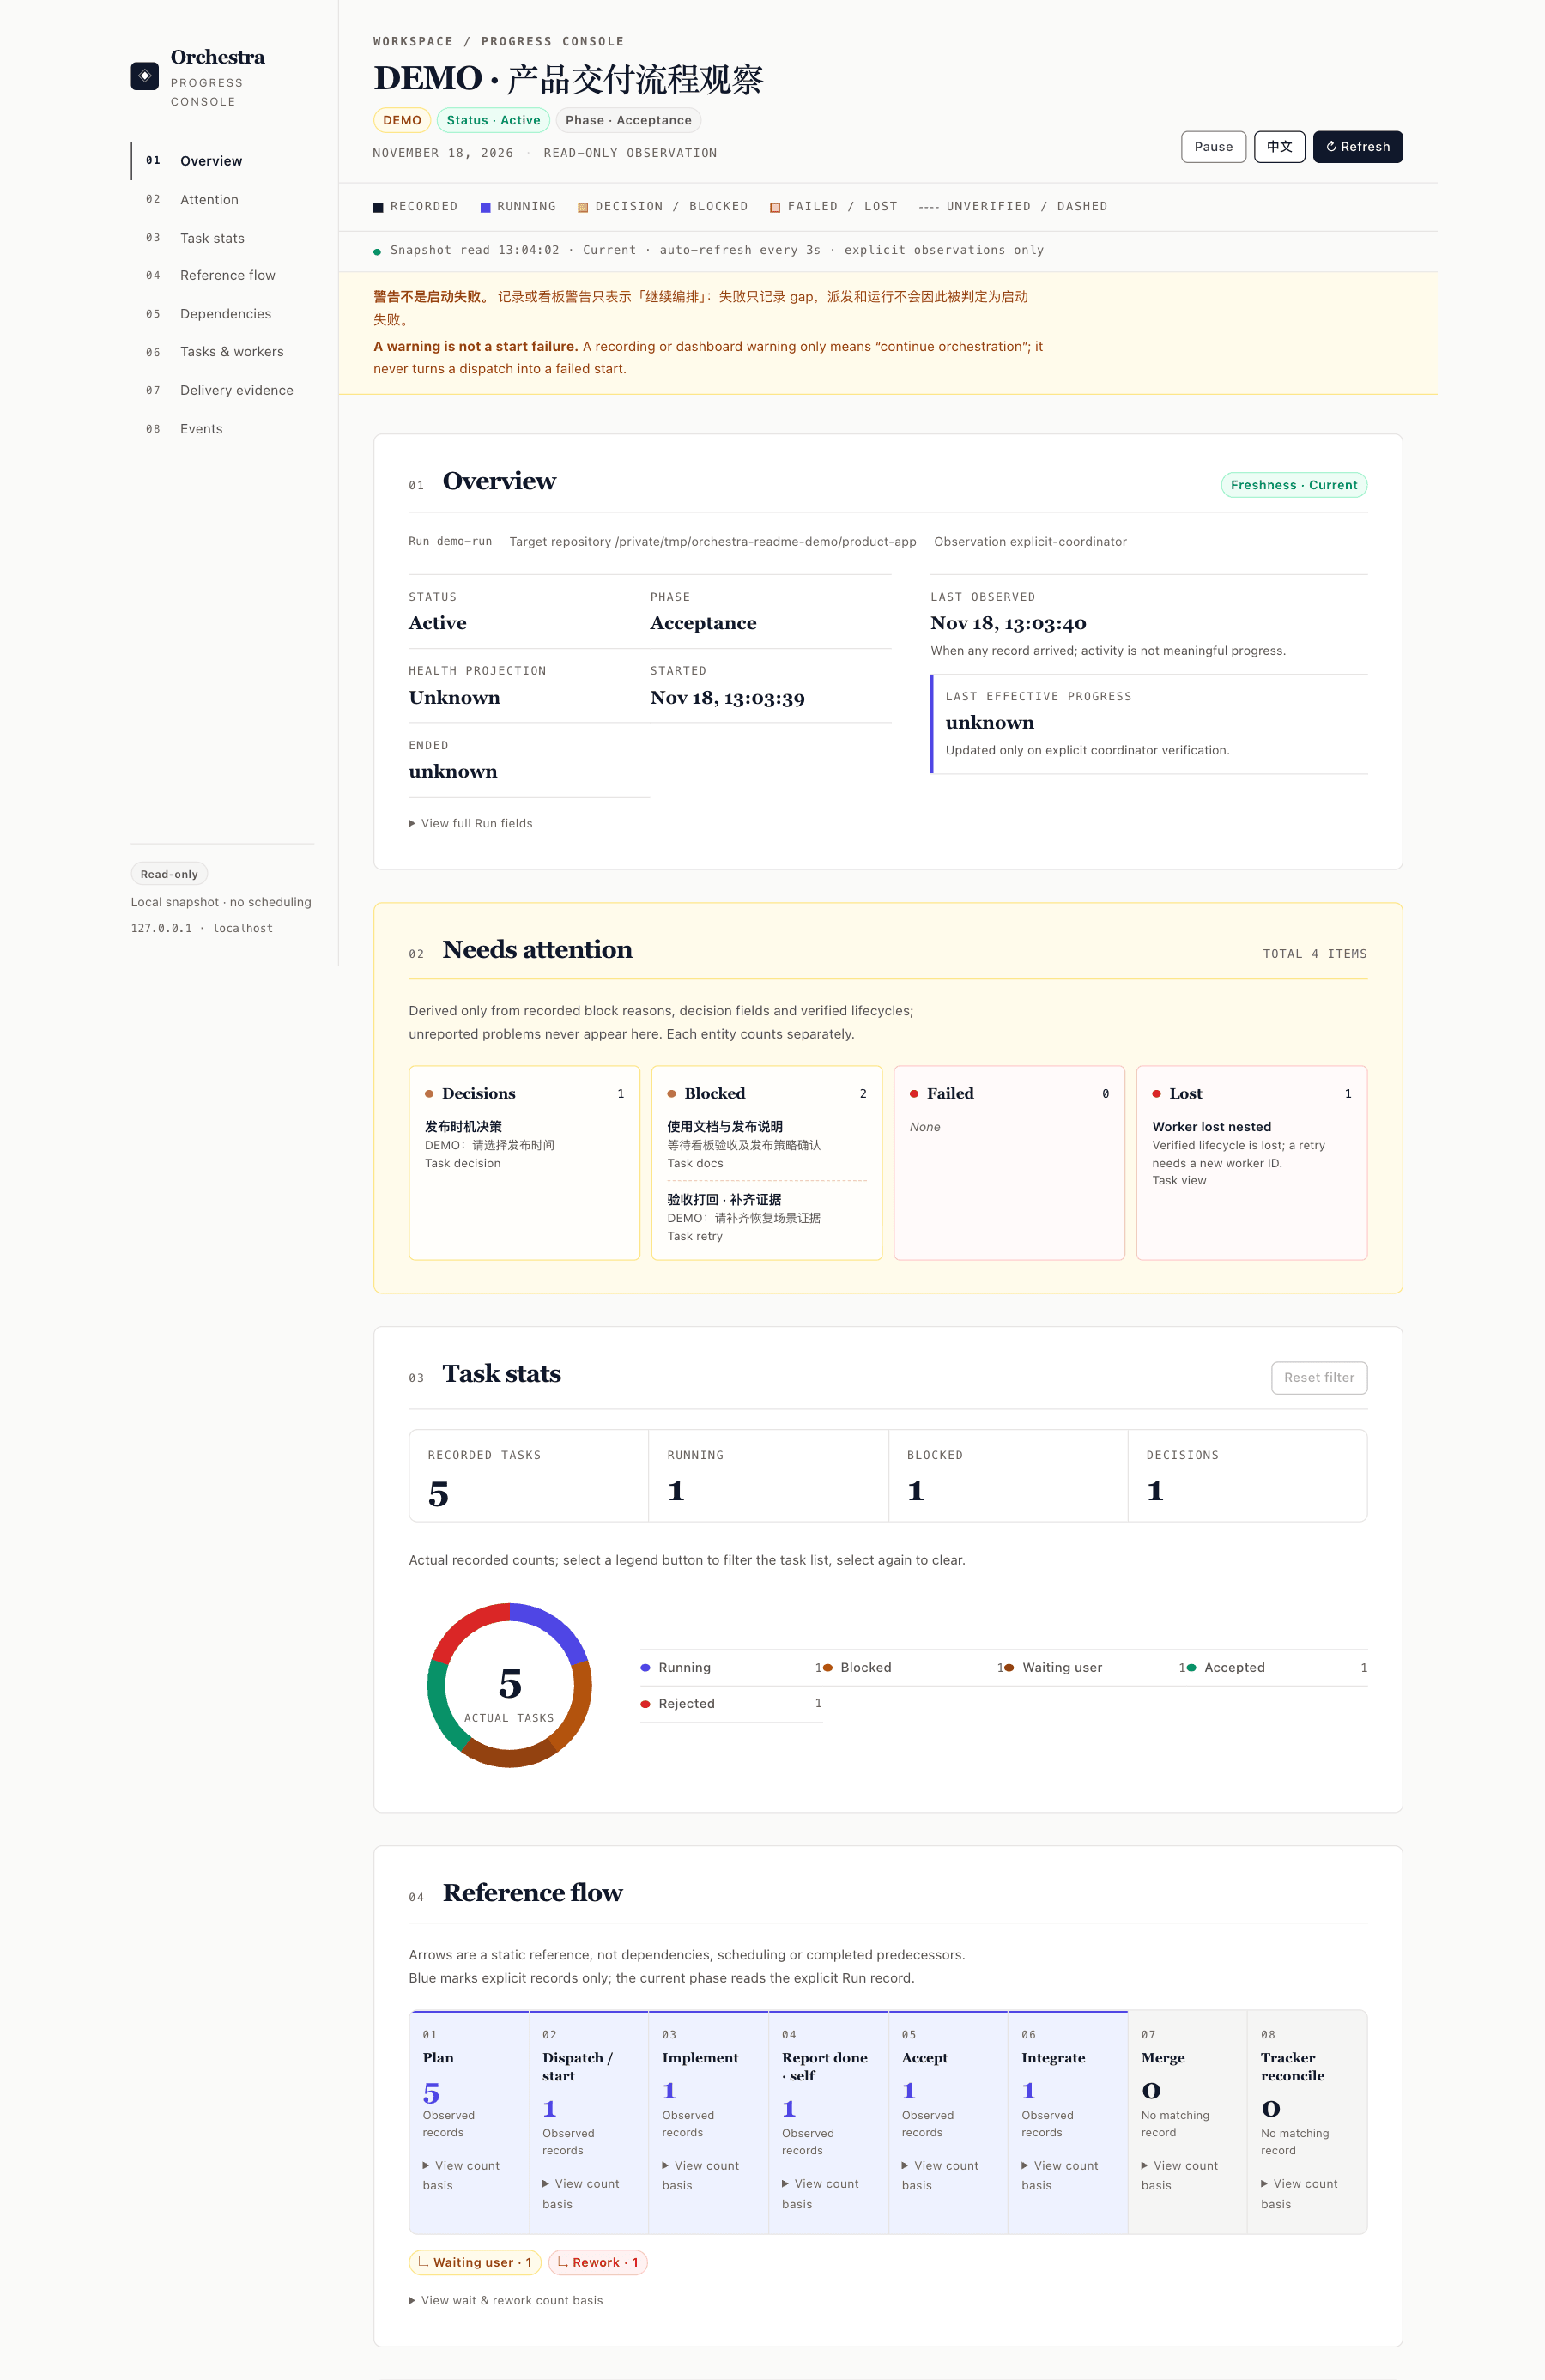 Orchestra
PROGRESS
CONSOLE
01 Overview
02 Attention
03 Task stats
04 Reference flow
05 Dependencies
06 Tasks & workers
07 Delivery evidence
08 Events
Read-only
Local snapshot · no scheduling
127.0.0.1 · localhost
WORKSPACE / PROGRESS CONSOLE
DEMO · 产品交付流程观察
DEMO Status · Active Phase · Acceptance
NOVEMBER 18, 2026 · READ-ONLY OBSERVATION
Pause 中文 ↻ Refresh
RECORDED RUNNING DECISION / BLOCKED FAILED / LOST UNVERIFIED / DASHED
Snapshot read 13:04:02 · Current · auto-refresh every 3s · explicit observations only
警告不是启动失败。 记录或看板警告只表示「继续编排」：失败只记录 gap，派发和运行不会因此被判定为启动
失败。
A warning is not a start failure. A recording or dashboard warning only means “continue orchestration”; it
never turns a dispatch into a failed start.
01 Overview Freshness · Current
Run demo-run Target repository /private/tmp/orchestra-readme-demo/product-app Observation explicit-coordinator
STATUS
Active
PHASE
Acceptance
HEALTH PROJECTION
Unknown
STARTED
Nov 18, 13:03:39
ENDED
unknown
LAST OBSERVED
Nov 18, 13:03:40
When any record arrived; activity is not meaningful progress.
LAST EFFECTIVE PROGRESS
unknown
Updated only on explicit coordinator verification.
▶ View full Run fields
02 Needs attention TOTAL 4 ITEMS
Derived only from recorded block reasons, decision fields and verified lifecycles;
unreported problems never appear here. Each entity counts separately.
Decisions 1
发布时机决策
DEMO：请选择发布时间
Task decision
Blocked 2
使用文档与发布说明
等待看板验收及发布策略确认
Task docs
验收打回 · 补齐证据
DEMO：请补齐恢复场景证据
Task retry
Failed 0
None
Lost 1
Worker lost nested
Verified lifecycle is lost; a retry
needs a new worker ID.
Task view
03 Task stats Reset filter
RECORDED TASKS
5
RUNNING
1
BLOCKED
1
DECISIONS
1
Actual recorded counts; select a legend button to filter the task list, select again to clear.
5
ACTUAL TASKS
Running 1 Blocked 1 Waiting user 1 Accepted 1
Rejected 1
04 Reference flow
Arrows are a static reference, not dependencies, scheduling or completed predecessors.
Blue marks explicit records only; the current phase reads the explicit Run record.
01
Plan
5
Observed
records
▶ View count
basis
02
Dispatch /
start
1
Observed
records
▶ View count
basis
03
Implement
1
Observed
records
▶ View count
basis
04
Report done
· self
1
Observed
records
▶ View count
basis
05
Accept
1
Observed
records
▶ View count
basis
06
Integrate
1
Observed
records
▶ View count
basis
07
Merge
0
No matching
record
▶ View count
basis
08
Tracker
reconcile
0
No matching
record
▶ View count
basis
Waiting user · 1 Rework · 1
▶ View wait & rework count basis